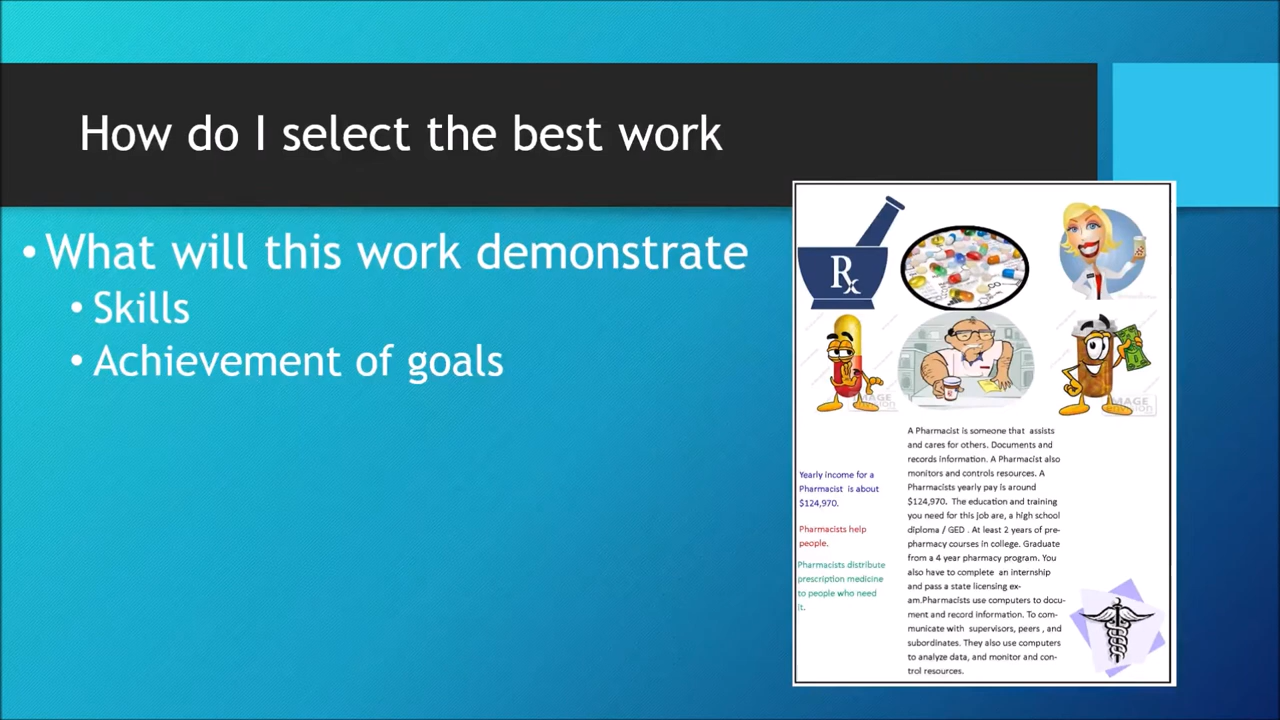 How do I select the best work
• What will this work demonstrate
• Skills
• Achievement of goals
Rx
Yearly income for a
Pharmacist is about
$124,970.
Pharmacists help
people.
Pharmacists distribute
prescription medicine
to people who need
it.
A Pharmacist is someone that assists
and cares for others. Documents and
records information. A Pharmacist also
monitors and controls resources. A
Pharmacists yearly pay is around
$124,970. The education and training
you need for this job are, a high school
diploma / GED . At least 2 years of pre-
pharmacy courses in college. Graduate
from a 4 year pharmacy program. You
also have to complete an internship
and pass a state licensing ex-
am.Pharmacists use computers to docu-
ment and record information. To com-
municate with supervisors, peers , and
subordinates. They also use computers
to analyze data, and monitor and con-
trol resources.